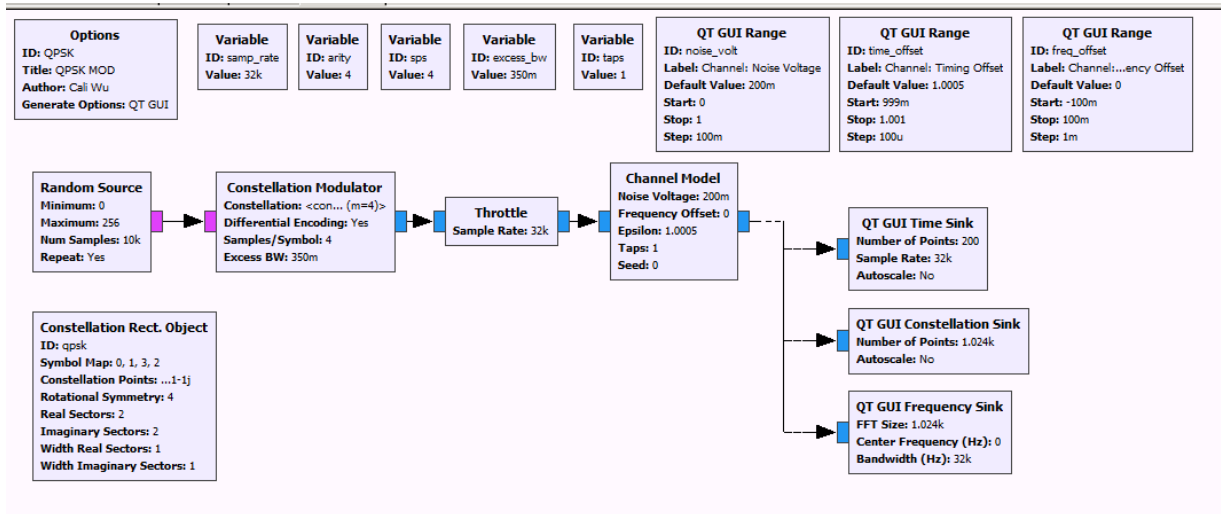 Options
ID: QPSK
Title: QPSK MOD
Author: Cali Wu
Generate Options: QT GUI
Variable
ID: samp_rate
Value: 32k
Variable
ID: arity
Value: 4
Variable
ID: sps
Value: 4
Variable
ID: excess_bw
Value: 350m
Variable
ID: taps
Value: 1
QT GUI Range
ID: noise_volt
Label: Channel: Noise Voltage
Default Value: 200m
Start: 0
Stop: 1
Step: 100m
QT GUI Range
ID: time_offset
Label: Channel: Timing Offset
Default Value: 1.0005
Start: 999m
Stop: 1.001
Step: 100u
QT GUI Range
ID: freq_offset
Label: Channel:...ency Offset
Default Value: 0
Start: -100m
Stop: 100m
Step: 1m
Random Source
Minimum: 0
Maximum: 256
Num Samples: 10k
Repeat: Yes
Constellation Modulator
Constellation: <con... (m=4)>
Differential Encoding: Yes
Samples/Symbol: 4
Excess BW: 350m
Throttle
Sample Rate: 32k
Channel Model
Noise Voltage: 200m
Frequency Offset: 0
Epsilon: 1.0005
Taps: 1
Seed: 0
QT GUI Time Sink
Number of Points: 200
Sample Rate: 32k
Autoscale: No
Constellation Rect. Object
ID: qpsk
Symbol Map: 0, 1, 3, 2
Constellation Points: ...1-1j
Rotational Symmetry: 4
Real Sectors: 2
Imaginary Sectors: 2
Width Real Sectors: 1
Width Imaginary Sectors: 1
QT GUI Constellation Sink
Number of Points: 1.024k
Autoscale: No
QT GUI Frequency Sink
FFT Size: 1.024k
Center Frequency (Hz): 0
Bandwidth (Hz): 32k